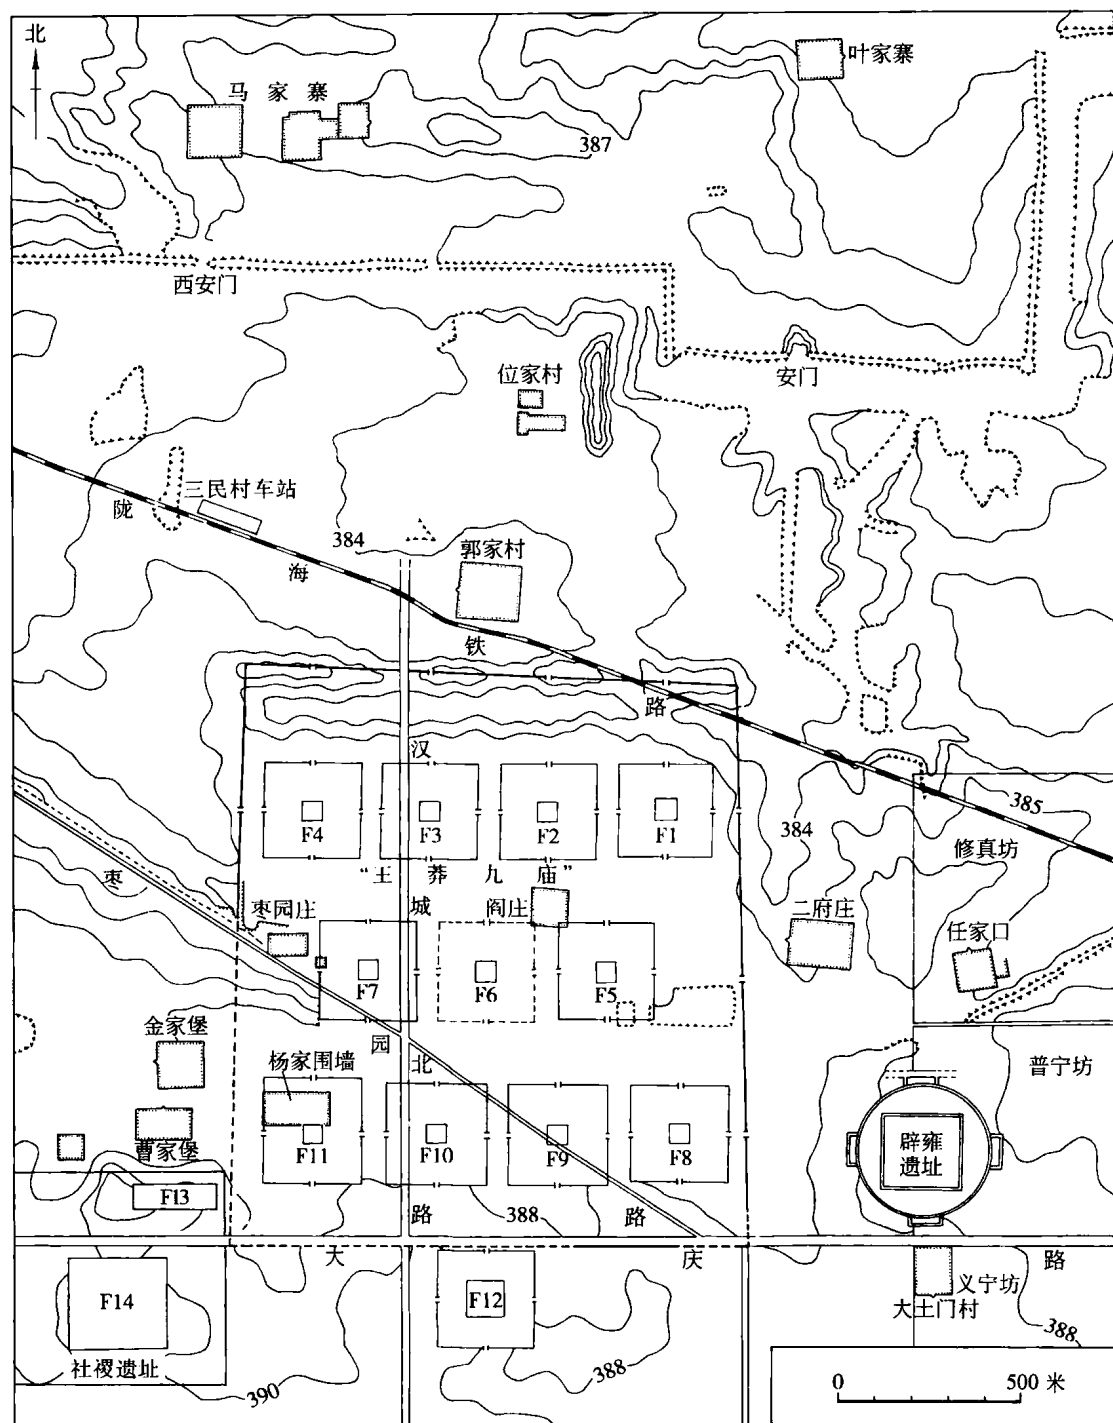 北
叶家寨
马家寨
387
西安门
安门
位家村
三民村车站
陇
384
郭家村
海
铁
路
汉
385
F4
F3
F2
F1
384
修真坊
“王莽九庙”
枣
枣园庄
城
阎庄
二府庄
任家口
F7
F6
F5
金家堡
园
北
杨家围墙
普宁坊
曹家堡
F11
F10
F9
F8
辟雍
遗址
F13
路
388
路
大
庆
路
F14
F12
义宁坊
大土门村
388
社稷遗址
390
388
0
500 米